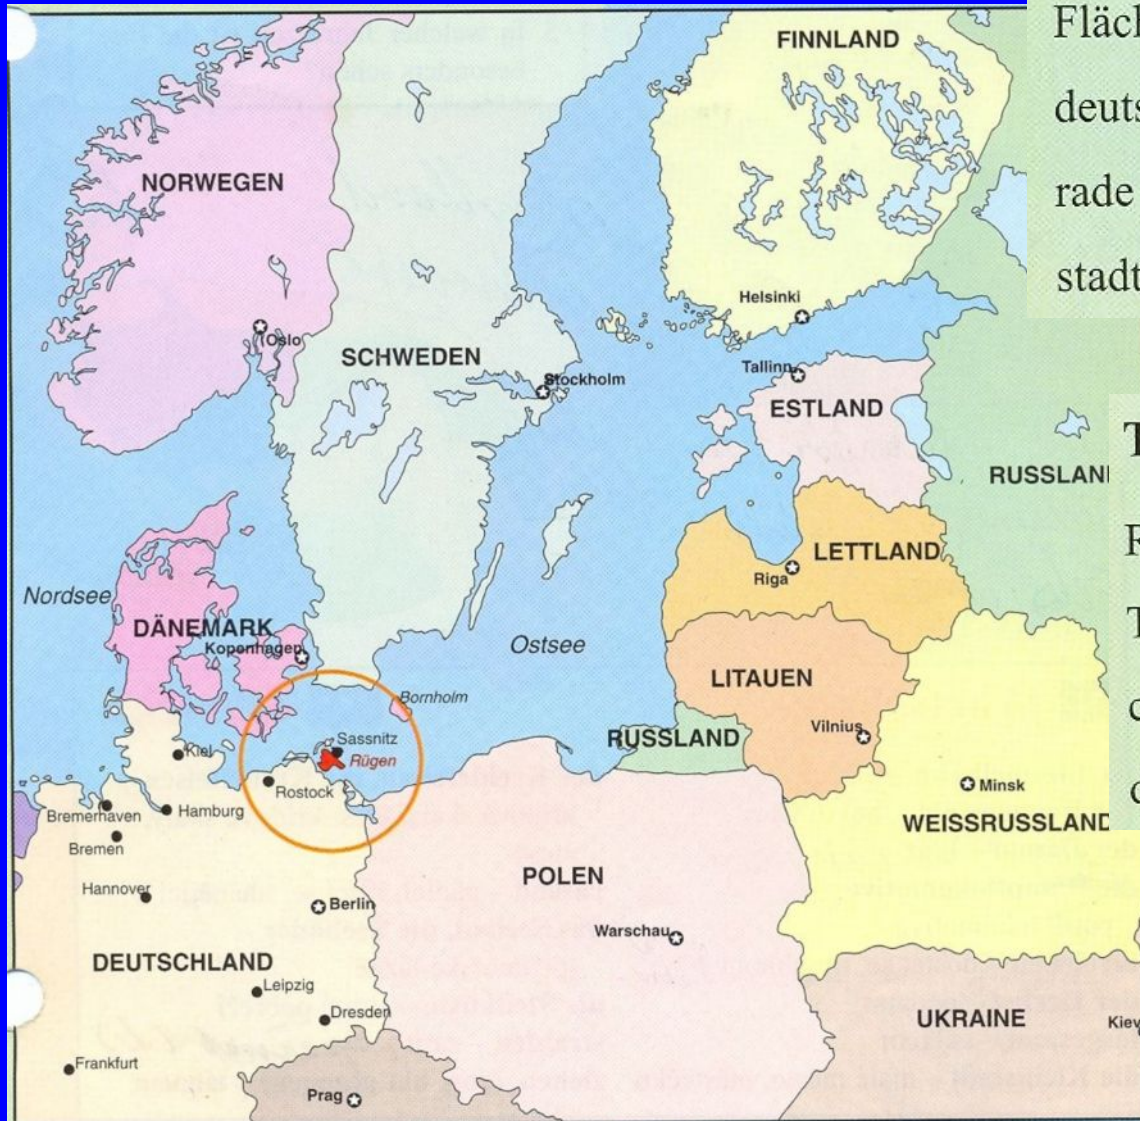 FINNLAND
NORWEGEN
Helsinki
Oslo
SCHWEDEN
Stockholm
Tallinn
ESTLAND
RUSSLAN
LETTLAND
Riga
Nordsee
DÄNEMARK
Kopenhagen
Ostsee
LITAUEN
Bornholm
Vilnius
RUSSLAND
Sassnitz
Kiel
Rügen
Rostock
Minsk
Bremerhaven
Hamburg
WEISSRUSSLAND
Bremen
POLEN
Hannover
Berlin
Warschau
DEUTSCHLAND
Leipzig
Dresden
UKRAINE
Kiev
Frankfurt
Prag
Fläch
deuts
rade
stadt
T
R
T